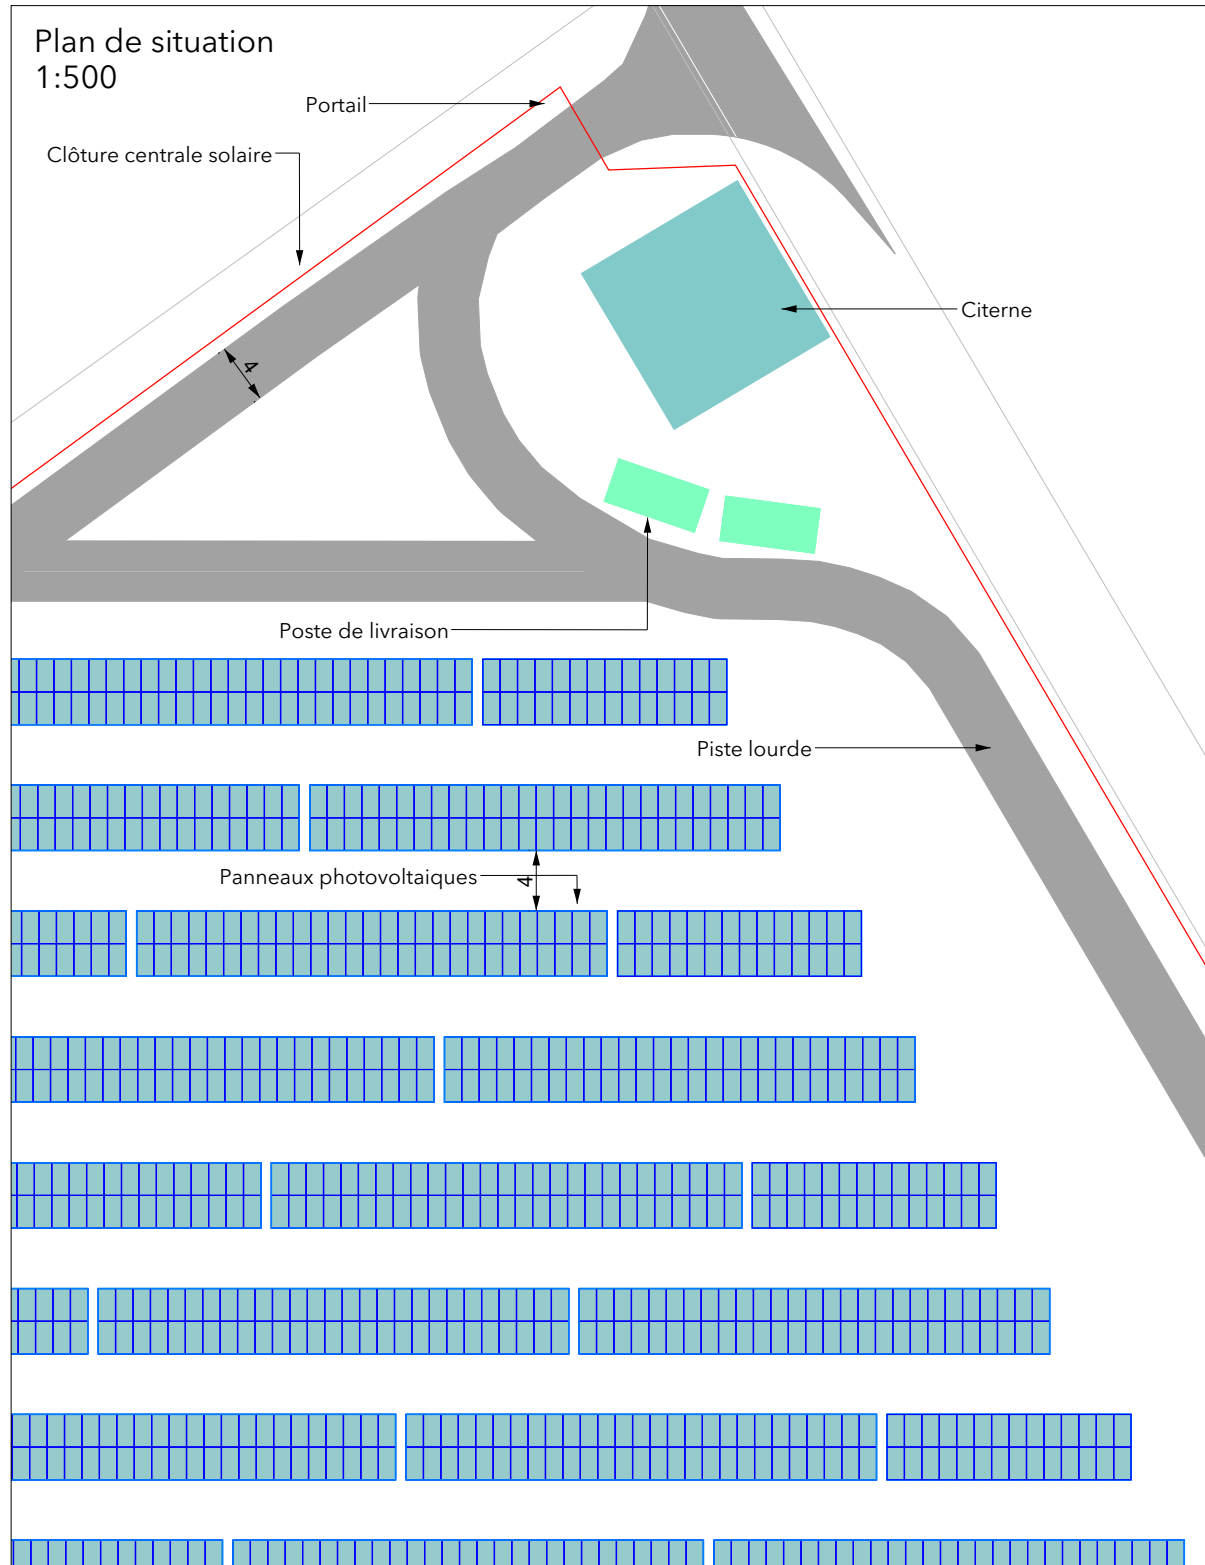 Plan de situation
1:500
Portail
Clôture centrale solaire
Citerne
4
Poste de livraison
Piste lourde
Panneaux photovoltaiques
4